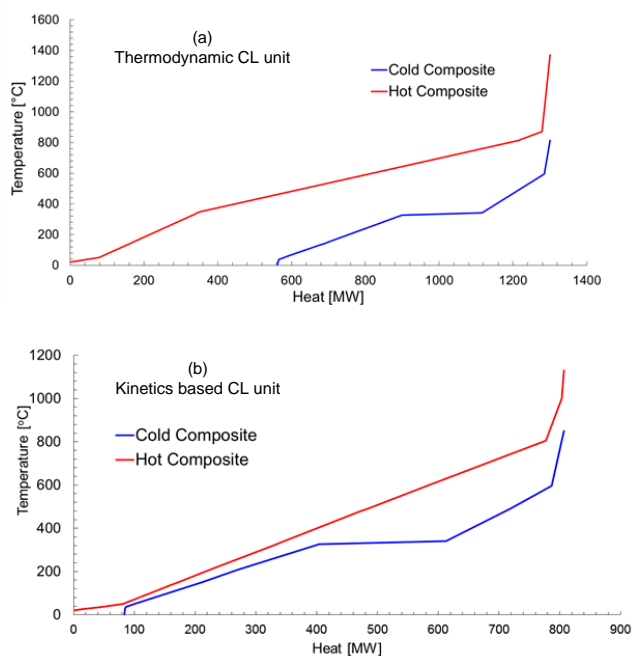 (a)
Thermodynamic CL unit
Cold Composite
Hot Composite
Temperature [°C]
1600
1400
1200
1000
800
600
400
200
0
0 200 400 600 800 1000 1200 1400
Heat [MW]
(b)
Kinetics based CL unit
Cold Composite
Hot Composite
Temperature [°C]
1200
1000
800
600
400
200
0
0 100 200 300 400 500 600 700 800 900
Heat [MW]